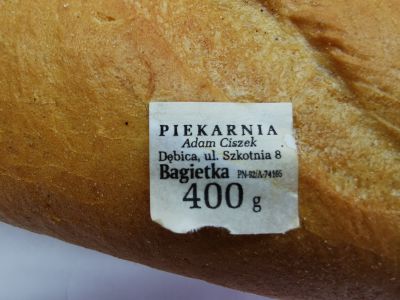 PIEKARNIA
Adam Ciszek
Dębica, ul. Szkotnia 8
Bagietka PN-92/A-74105
400 g